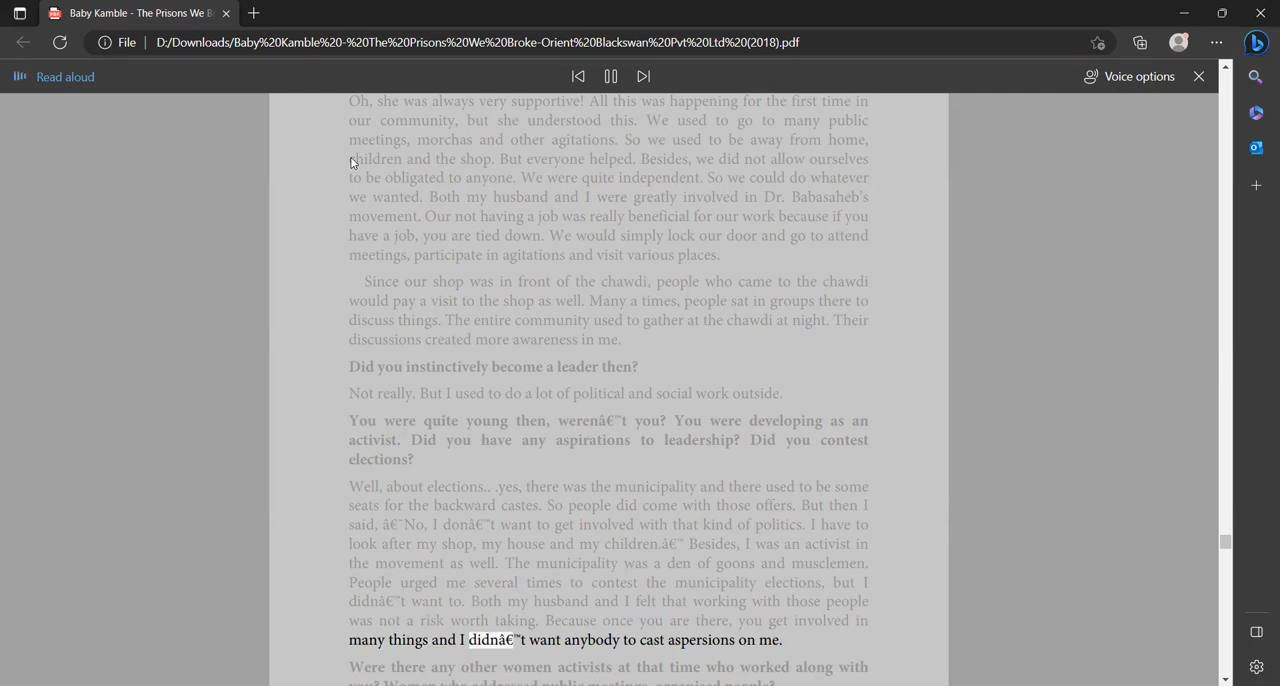 Baby Kamble - The Prisons We B
File D:/Downloads/Baby%20Kamble%20-%20The%20Prisons%20We%20Broke-Orient%20Blackswan%20Pvt%20Ltd%20(2018).pdf
Read aloud
Voice options
Oh, she was always very supportive! All this was happening for the first time in
our community, but she understood this. We used to go to many public
meetings, morchas and other agitations. So we used to be away from home,
children and the shop. But everyone helped. Besides, we did not allow ourselves
to be obligated to anyone. We were quite independent. So we could do whatever
we wanted. Both my husband and I were greatly involved in Dr. Babasaheb's
movement. Our not having a job was really beneficial for our work because if you
have a job, you are tied down. We would simply lock our door and go to attend
meetings, participate in agitations and visit various places.
Since our shop was in front of the chawdi, people who came to the chawdi
would pay a visit to the shop as well. Many a times, people sat in groups there to
discuss things. The entire community used to gather at the chawdi at night. Their
discussions created more awareness in me.
Did you instinctively become a leader then?
Not really. But I used to do a lot of political and social work outside.
You were quite young then, werenâ€™t you? You were developing as an
activist. Did you have any aspirations to leadership? Did you contest
elections?
Well, about elections.. .yes, there was the municipality and there used to be some
seats for the backward castes. So people did come with those offers. But then I
said, â€˜No, I donâ€™t want to get involved with that kind of politics. I have to
look after my shop, my house and my children.â€™ Besides, I was an activist in
the movement as well. The municipality was a den of goons and musclemen.
People urged me several times to contest the municipality elections, but I
didnâ€™t want to. Both my husband and I felt that working with those people
was not a risk worth taking. Because once you are there, you get involved in
many things and I didnâ€™t want anybody to cast aspersions on me.
Were there any other women activists at that time who worked along with
you? Women who addressed public meetings, organised people?